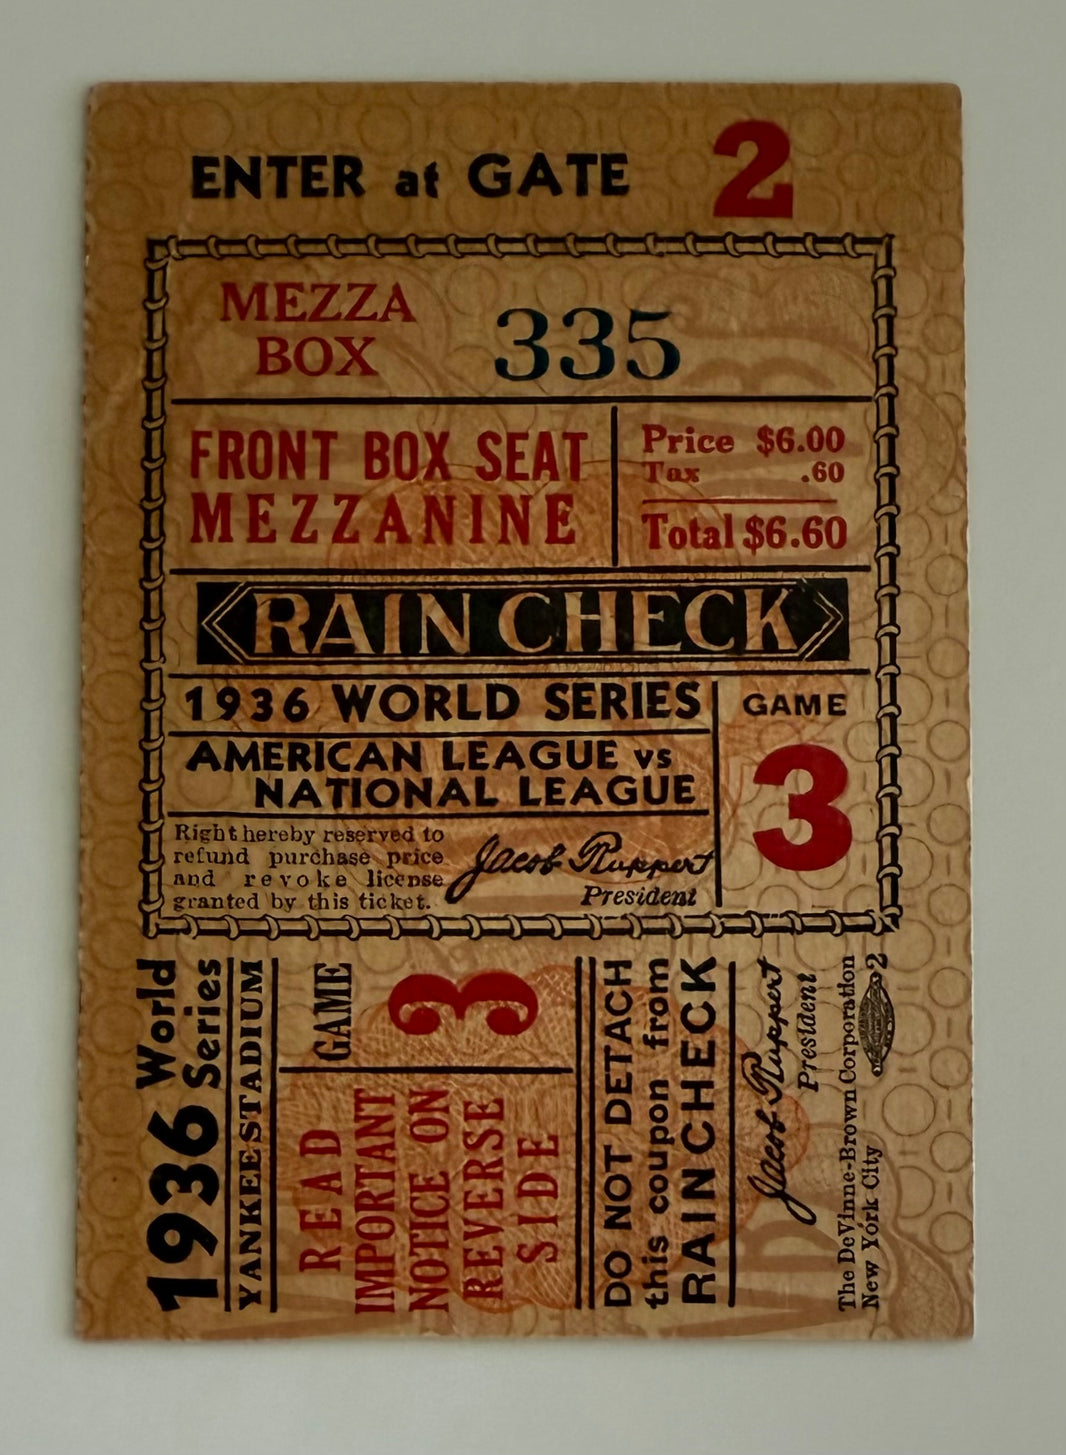 ENTER at GATE 2
MEZZA
BOX
335
FRONT BOX SEAT
MEZZANINE
Price $6.00
Tax .60
Total $6.60
RAIN CHECK
1936 WORLD SERIES
AMERICAN LEAGUE vs
NATIONAL LEAGUE
GAME
3
Right hereby reserved to
refund purchase price
and revoke license
granted by this ticket.
Jacob Ruppert
President
1936 World
Series
YANKEE STADIUM
GAME
3
READ
IMPORTANT
NOTICE ON
REVERSE
SIDE
DO NOT DETACH
this coupon from
RAINCHECK
Jacob Ruppert
President
The DeVinne-Brown Corporation
New York City
2